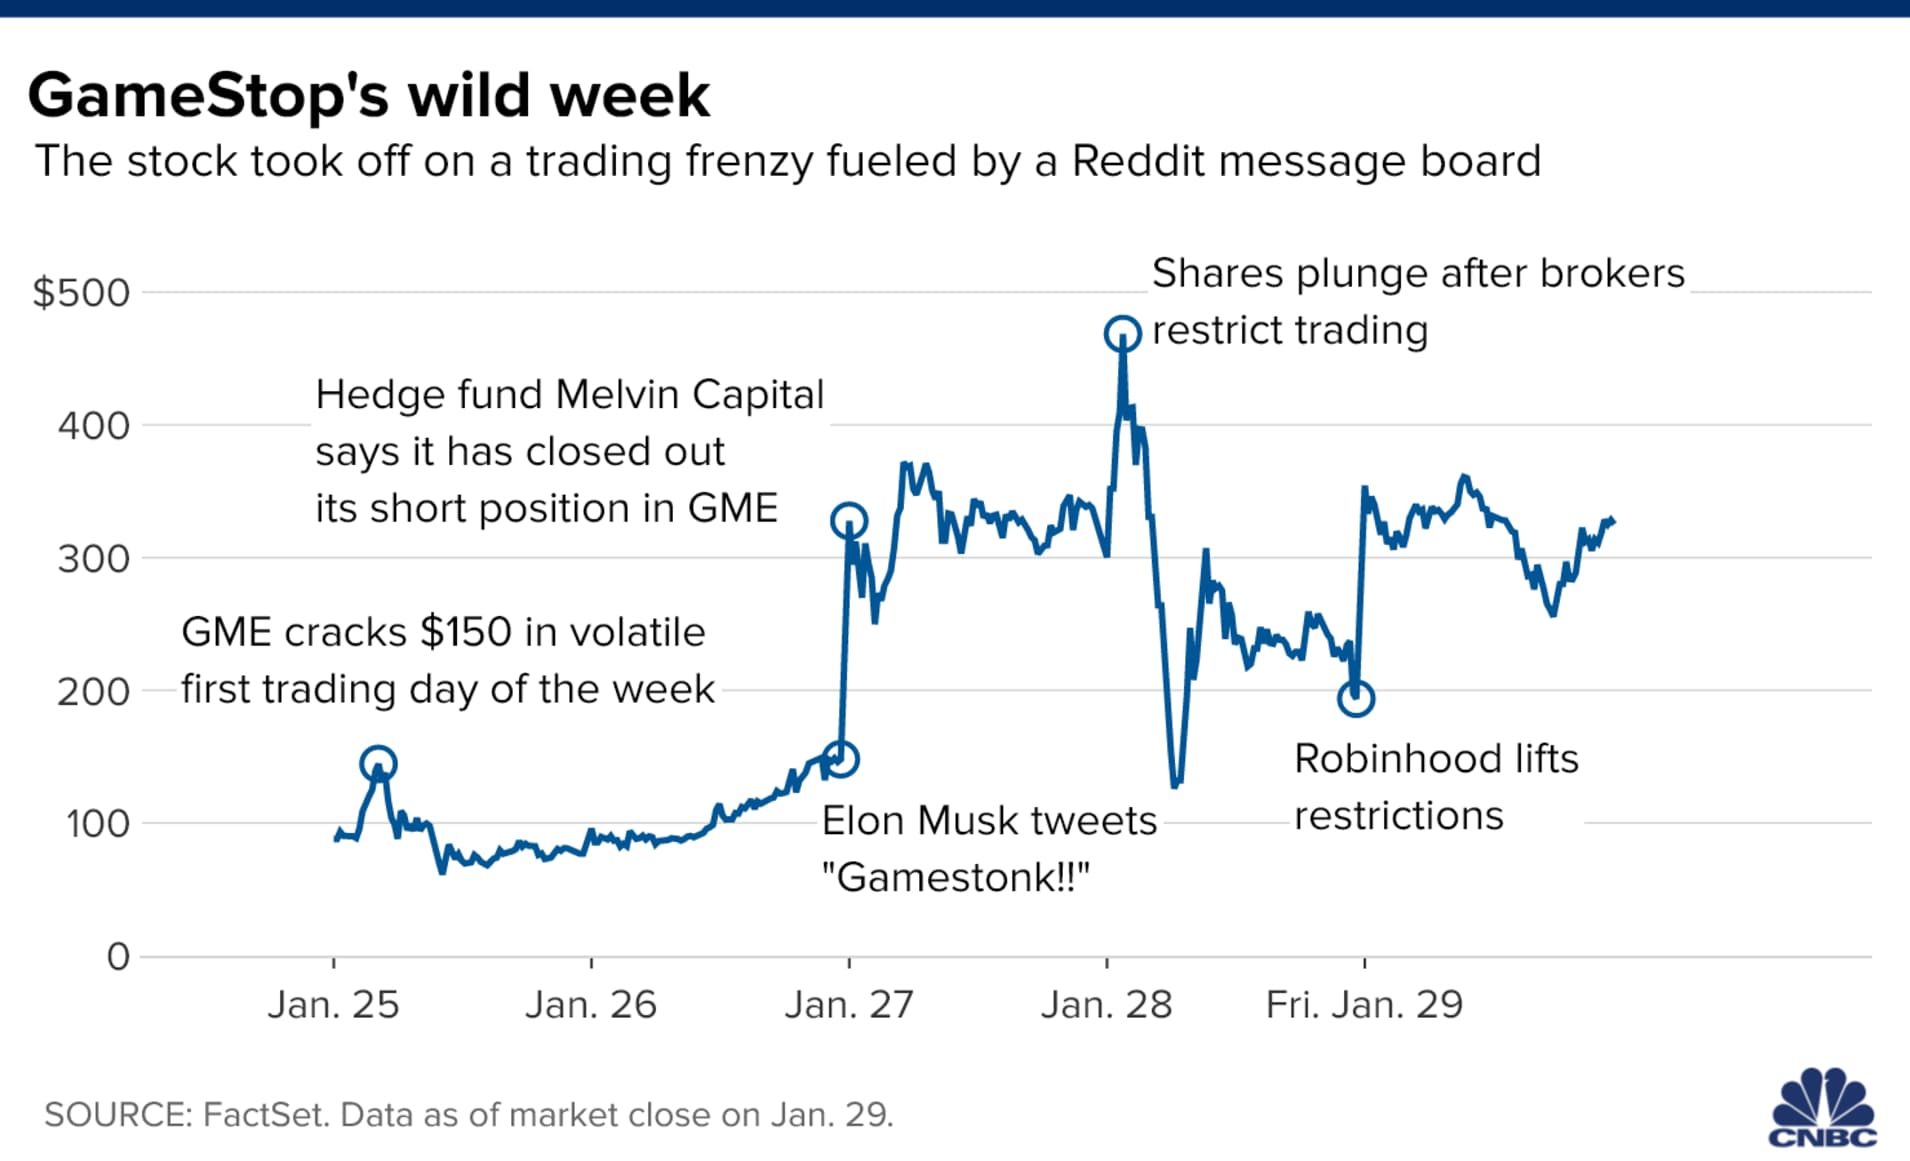 GameStop's wild week
The stock took off on a trading frenzy fueled by a Reddit message board
$500
400
300
200
100
0
Shares plunge after brokers
restrict trading
Hedge fund Melvin Capital
says it has closed out
its short position in GME
GME cracks $150 in volatile
first trading day of the week
Elon Musk tweets
"Gamestonk!!"
Robinhood lifts
restrictions
Jan. 25
Jan. 26
Jan. 27
Jan. 28
Fri. Jan. 29
SOURCE: FactSet. Data as of market close on Jan. 29.
CNBC